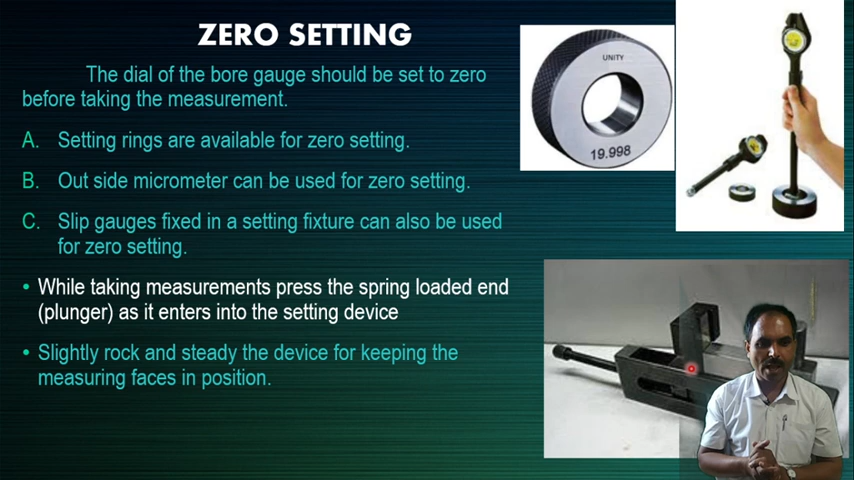 ZERO SETTING
The dial of the bore gauge should be set to zero
before taking the measurement.
A. Setting rings are available for zero setting.
B. Out side micrometer can be used for zero setting.
C. Slip gauges fixed in a setting fixture can also be used
for zero setting.
• While taking measurements press the spring loaded end
(plunger) as it enters into the setting device
• Slightly rock and steady the device for keeping the
measuring faces in position.
UNITY
19.998